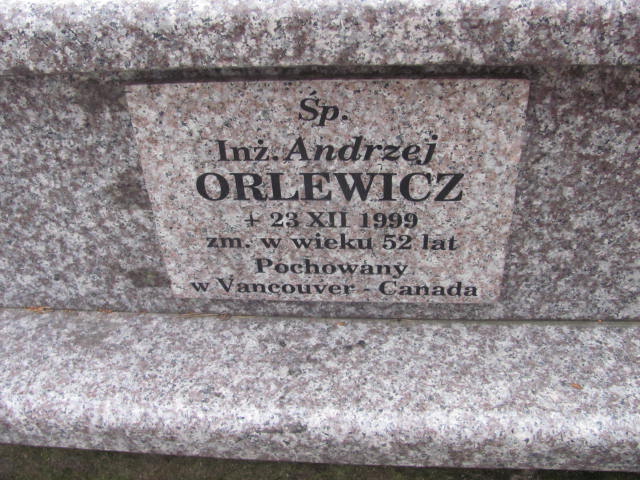 Śp.
Inż. Andrzej
ORLEWICZ
+ 23 XII 1999
zm. w wieku 52 lat
Pochowany
w Vancouver - Canada